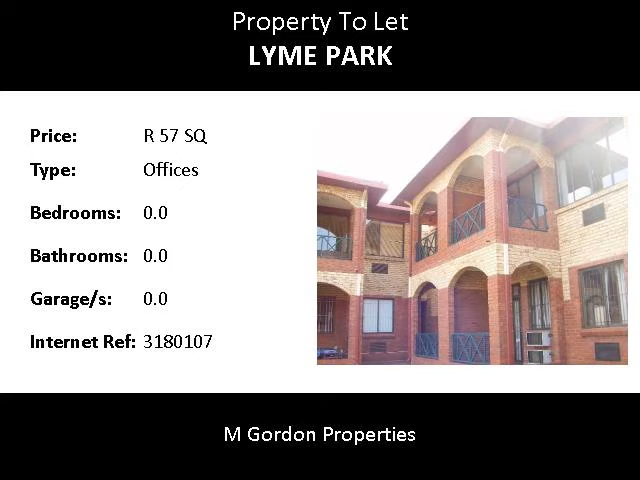 Property To Let
LYME PARK
Price: R 57 SQ
Type: Offices
Bedrooms: 0.0
Bathrooms: 0.0
Garage/s: 0.0
Internet Ref: 3180107
M Gordon Properties